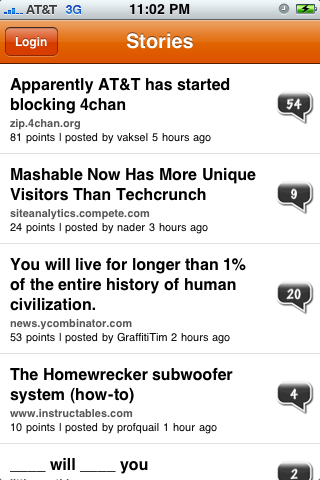 AT&T 3G 11:02 PM
Login Stories
Apparently AT&T has started
blocking 4chan
54
zip.4chan.org
81 points | posted by vaksel 5 hours ago
Mashable Now Has More Unique
Visitors Than Techcrunch
9
siteanalytics.compete.com
24 points | posted by nader 3 hours ago
You will live for longer than 1%
of the entire history of human
civilization.
20
news.ycombinator.com
53 points | posted by GraffitiTim 2 hours ago
The Homewrecker subwoofer
system (how-to)
4
www.instructables.com
10 points | posted by profquail 1 hour ago
____ will ____ you
2